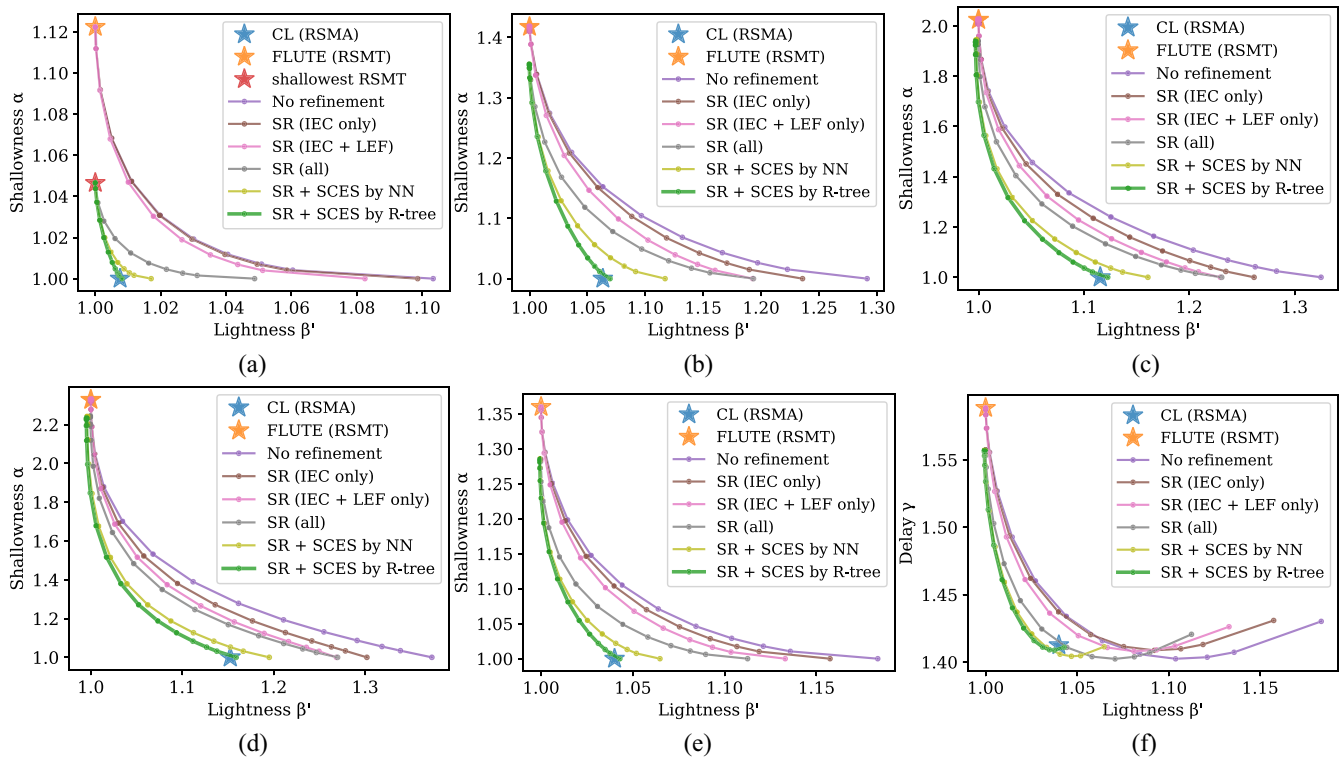 1.12
1.10
1.08
1.06
1.04
1.02
1.00
Shallowness α
CL (RSMA)
FLUTE (RSMT)
shallowest RSMT
No refinement
SR (IEC only)
SR (IEC + LEF)
SR (all)
SR + SCES by NN
SR + SCES by R-tree
1.00 1.02 1.04 1.06 1.08 1.10
Lightness β'
(a)
1.4
1.3
1.2
1.1
1.0
Shallowness α
CL (RSMA)
FLUTE (RSMT)
No refinement
SR (IEC only)
SR (IEC + LEF only)
SR (all)
SR + SCES by NN
SR + SCES by R-tree
1.00 1.05 1.10 1.15 1.20 1.25 1.30
Lightness β'
(b)
2.0
1.8
1.6
1.4
1.2
1.0
Shallowness α
CL (RSMA)
FLUTE (RSMT)
No refinement
SR (IEC only)
SR (IEC + LEF only)
SR (all)
SR + SCES by NN
SR + SCES by R-tree
1.0 1.1 1.2 1.3
Lightness β'
(c)
2.2
2.0
1.8
1.6
1.4
1.2
1.0
Shallowness α
CL (RSMA)
FLUTE (RSMT)
No refinement
SR (IEC only)
SR (IEC + LEF only)
SR (all)
SR + SCES by NN
SR + SCES by R-tree
1.0 1.1 1.2 1.3
Lightness β'
(d)
1.35
1.30
1.25
1.20
1.15
1.10
1.05
1.00
Shallowness α
CL (RSMA)
FLUTE (RSMT)
No refinement
SR (IEC only)
SR (IEC + LEF only)
SR (all)
SR + SCES by NN
SR + SCES by R-tree
1.00 1.05 1.10 1.15
Lightness β'
(e)
1.55
1.50
1.45
1.40
Delay γ
CL (RSMA)
FLUTE (RSMT)
No refinement
SR (IEC only)
SR (IEC + LEF only)
SR (all)
SR + SCES by NN
SR + SCES by R-tree
1.00 1.05 1.10 1.15
Lightness β'
(f)